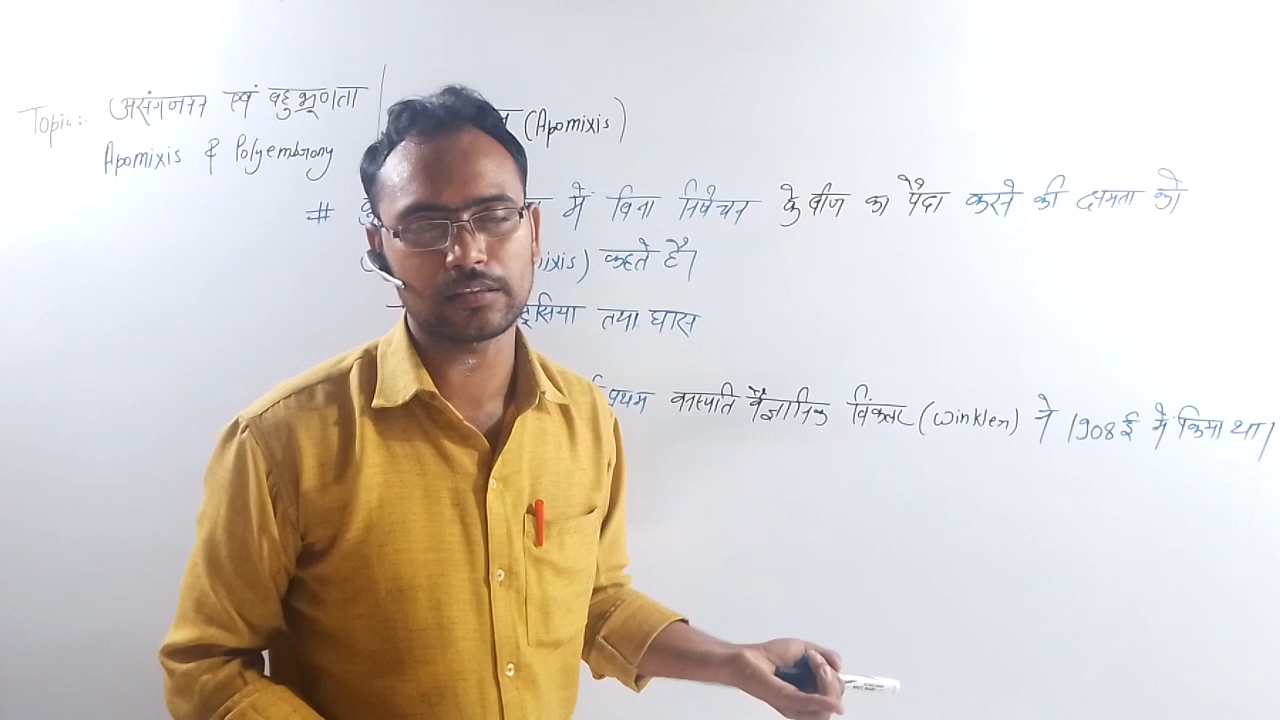 Topic:- असंगजनन एवं बहुभ्रूणता
Apomixis & Polyembryony
(Apomixis)
# में बिना निषेचन के बीज का पैदा करने की क्षमता को
ixis) कहते है।
तथा घास
प्रथम वनस्पति वैज्ञानिक विंकलर (Winkler) ने 1908 ई में किया था।